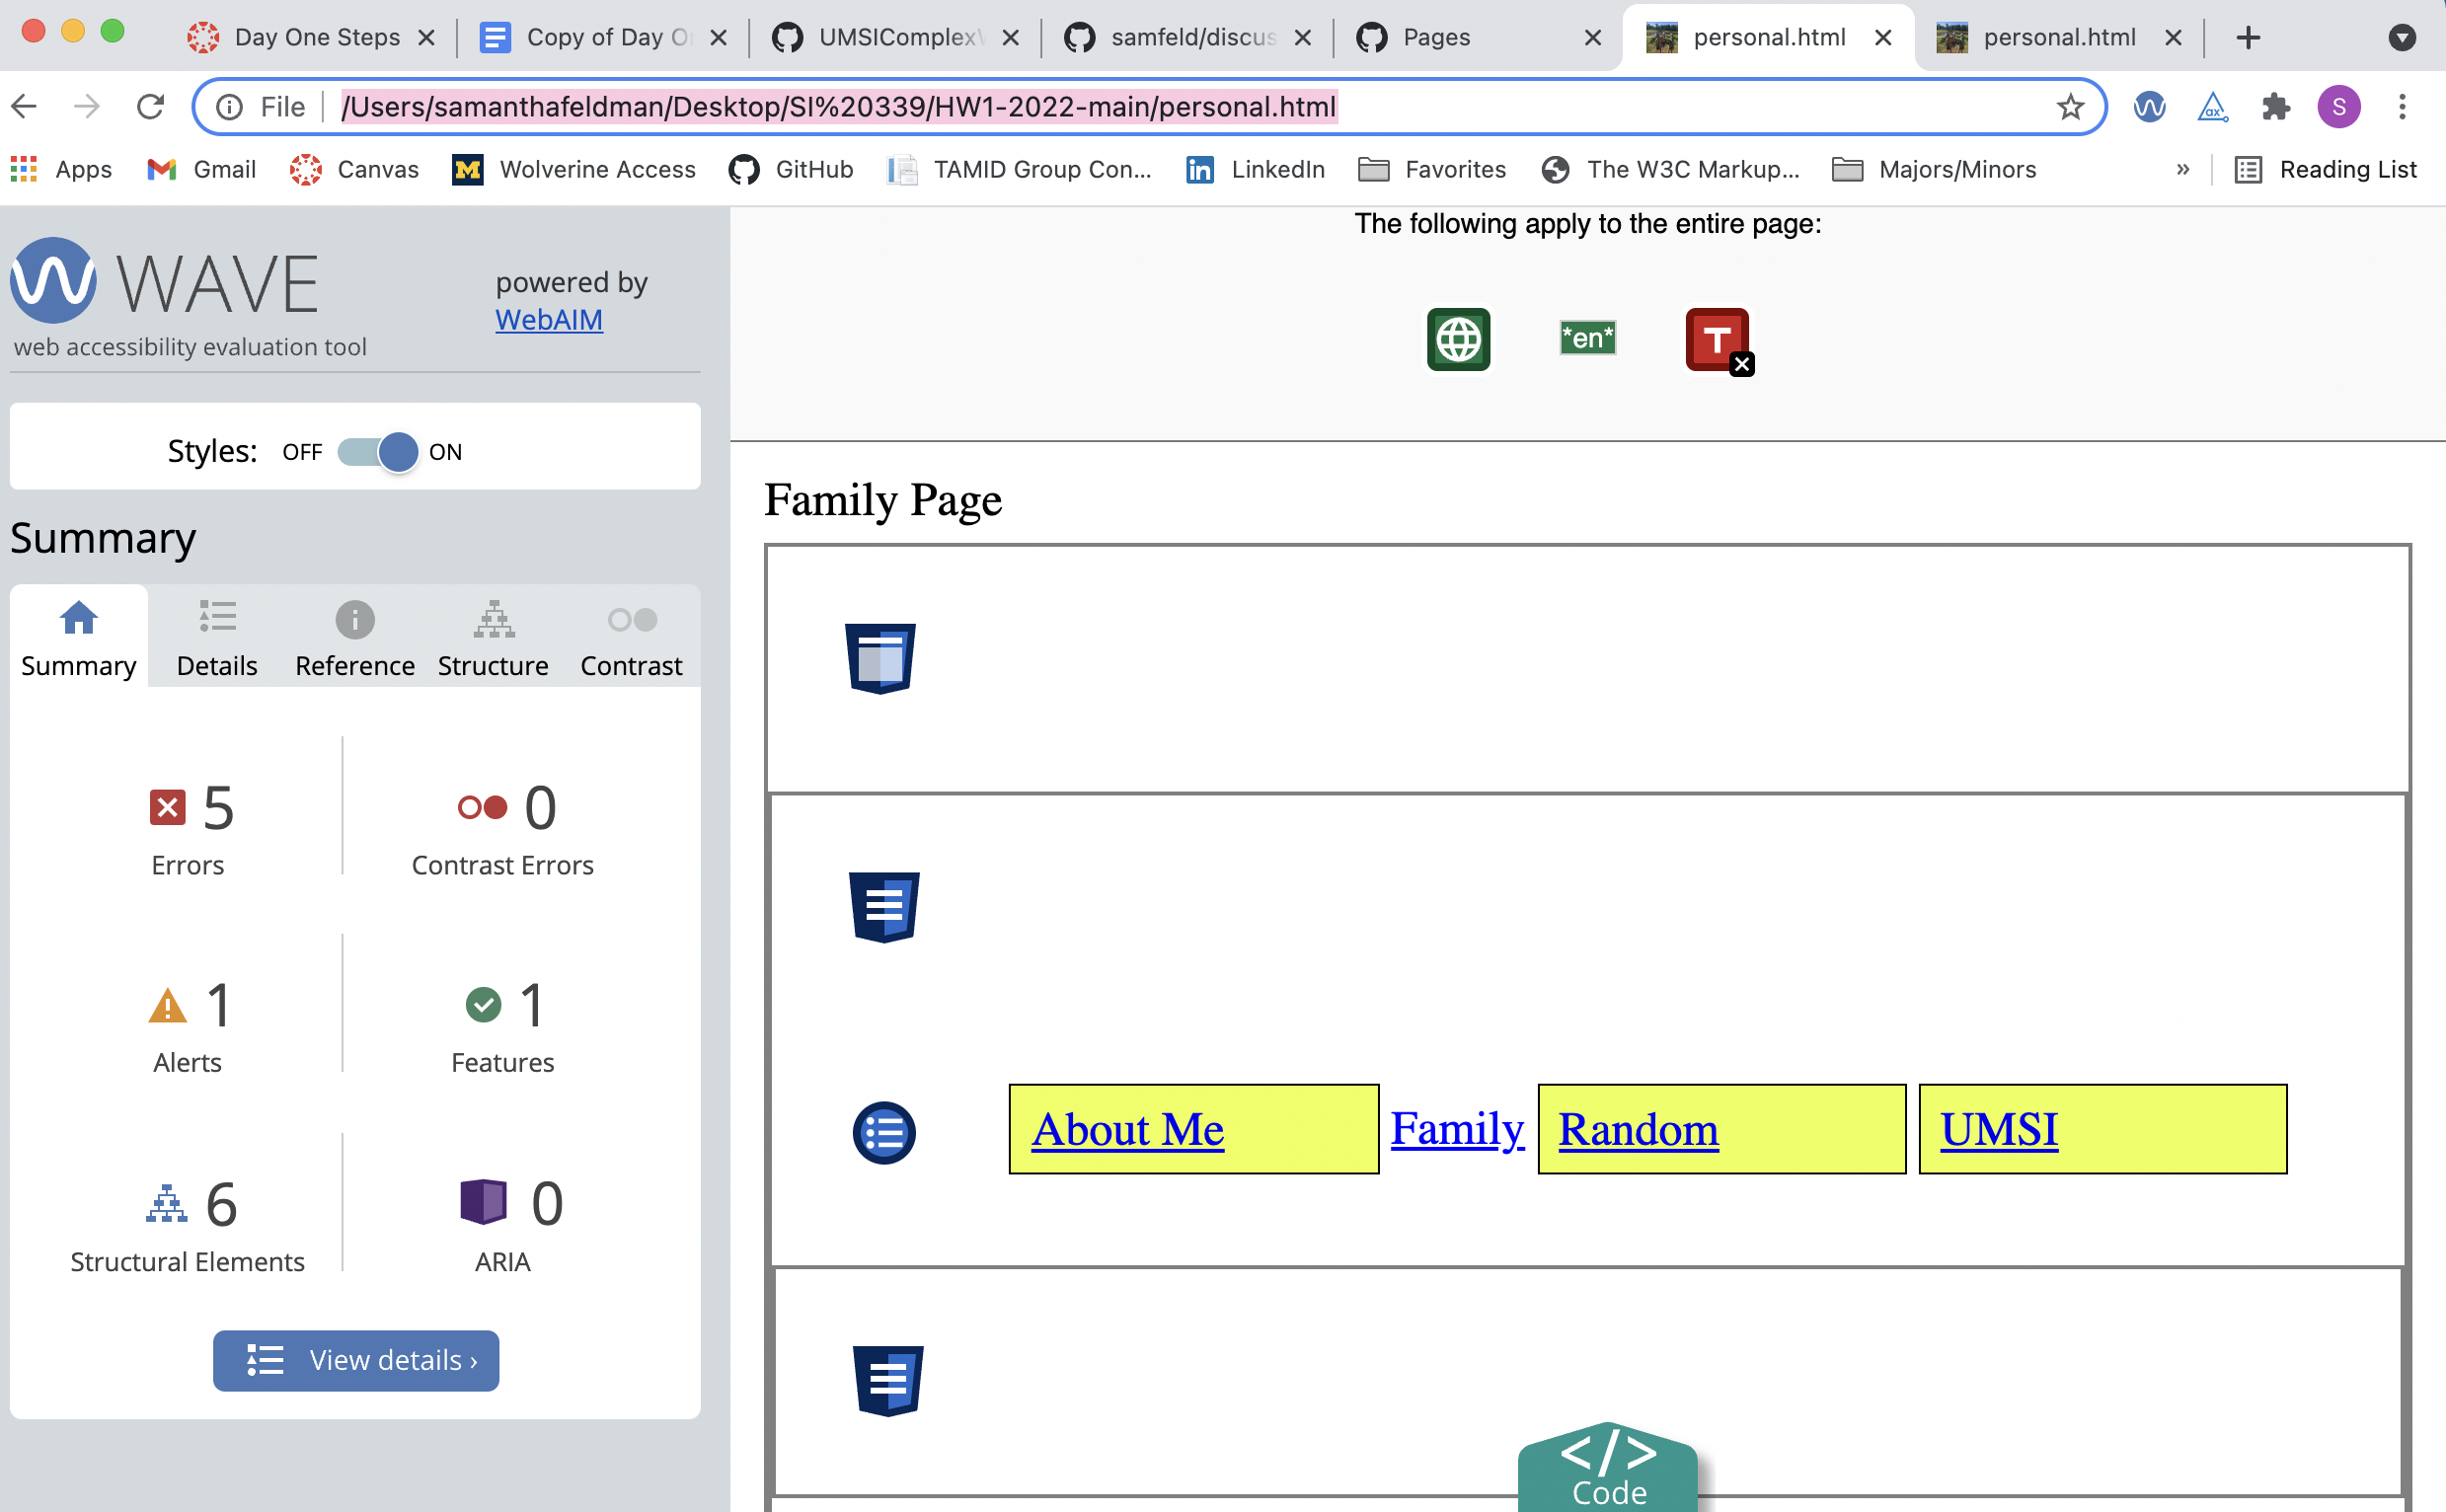 Day One Steps
Copy of Day O
UMSIComplexW
samfeld/discus
Pages
personal.html
personal.html
File
/Users/samanthafeldman/Desktop/SI%20339/HW1-2022-main/personal.html
ax
S
Apps
Gmail
Canvas
M
Wolverine Access
GitHub
TAMID Group Con...
in
LinkedIn
Favorites
The W3C Markup...
Majors/Minors
»
Reading List
WAVE
powered by
WebAIM
web accessibility evaluation tool
Styles: OFF ON
Summary
Summary
Details
Reference
Structure
Contrast
5
Errors
0
Contrast Errors
1
Alerts
1
Features
6
Structural Elements
0
ARIA
View details ›
The following apply to the entire page:
*en*
T
Family Page
About Me
Family
Random
UMSI
</>
Code